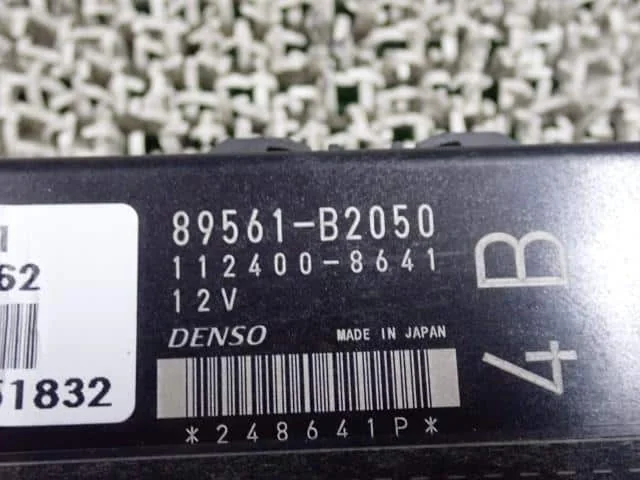 89561-B2050
112400-8641
12V
DENSO MADE IN JAPAN
*248641P*
4B
62
51832